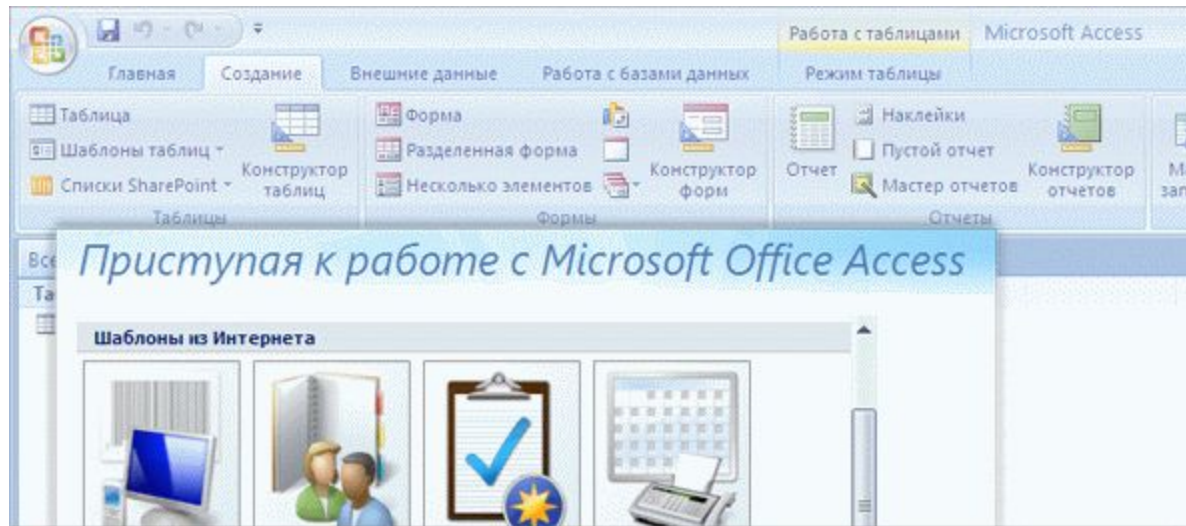 Работа с таблицами Microsoft Access
Главная Создание Внешние данные Работа с базами данных Режим таблицы
Таблица
Шаблоны таблиц
Списки SharePoint
Конструктор
таблиц
Таблицы
Форма
Разделенная форма
Несколько элементов
Конструктор
форм
Формы
Отчет
Наклейки
Пустой отчет
Мастер отчетов
Конструктор
отчетов
Отчеты
Все
Та
Приступая к работе с Microsoft Office Access
Шаблоны из Интернета